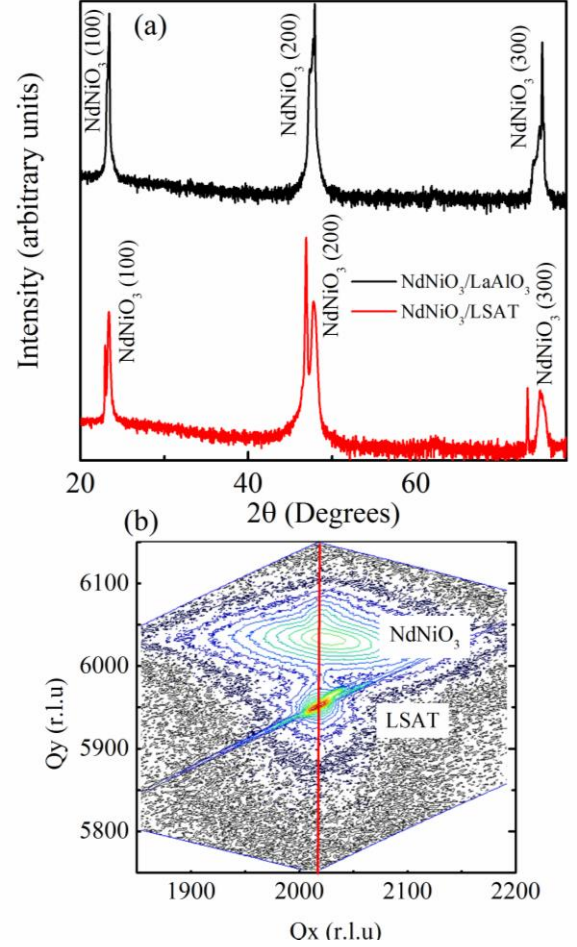 (a)
NdNiO₃ (100)
NdNiO₃ (200)
NdNiO₃ (300)
NdNiO₃ (100)
NdNiO₃ (200)
NdNiO₃/LaAlO₃
NdNiO₃/LSAT
NdNiO₃ (300)
Intensity (arbitrary units)
20 40 60
2θ (Degrees)
(b)
6100
6000
5900
5800
Qy (r.l.u)
NdNiO₃
LSAT
1900 2000 2100 2200
Qx (r.l.u)